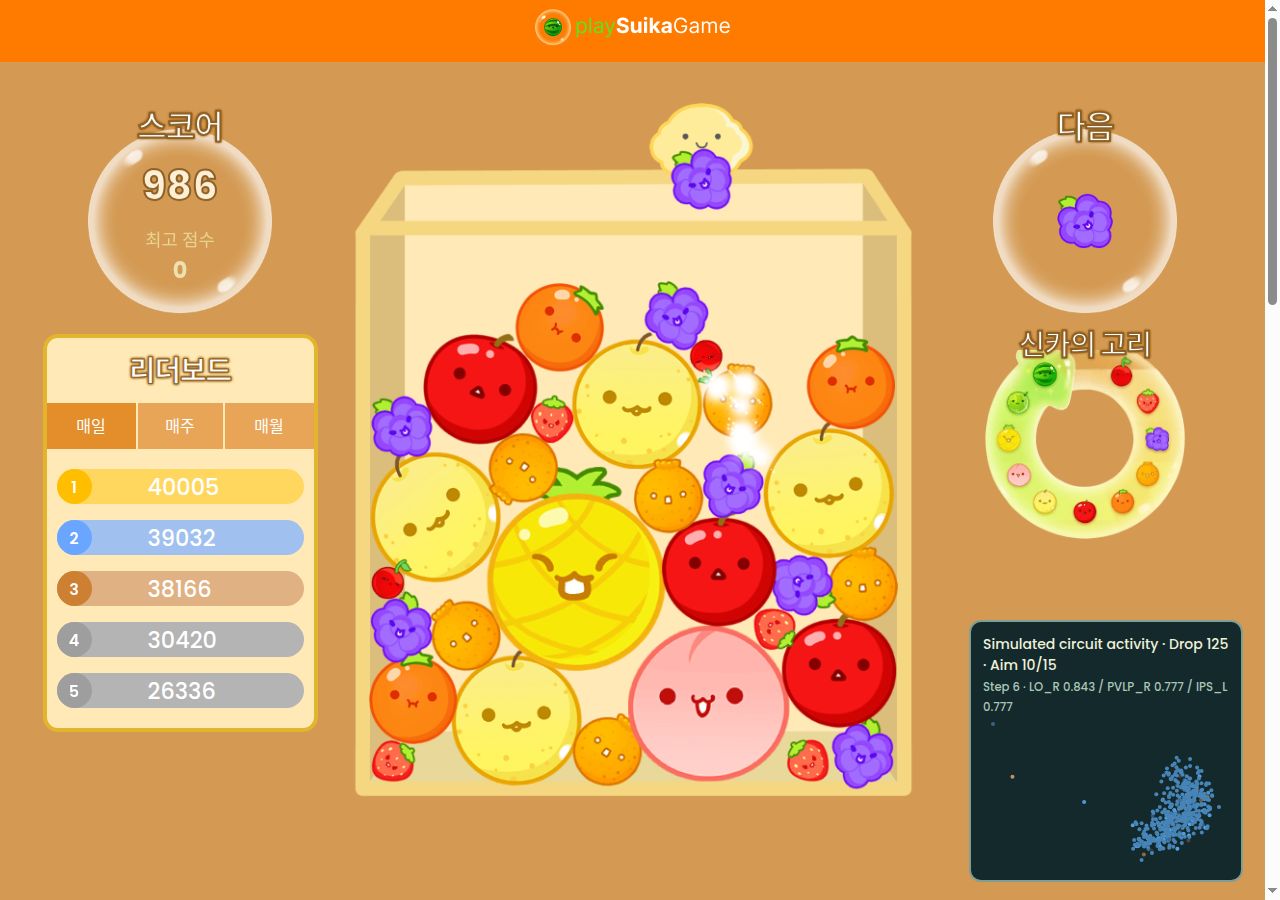 playSuikaGame
스코어
986
최고 점수
0
리더보드
매일 매주 매월
1 40005
2 39032
3 38166
4 30420
5 26336
다음
신카의 고리
Simulated circuit activity · Drop 125
· Aim 10/15
Step 6 · LO_R 0.843 / PVLP_R 0.777 / IPS_L
0.777